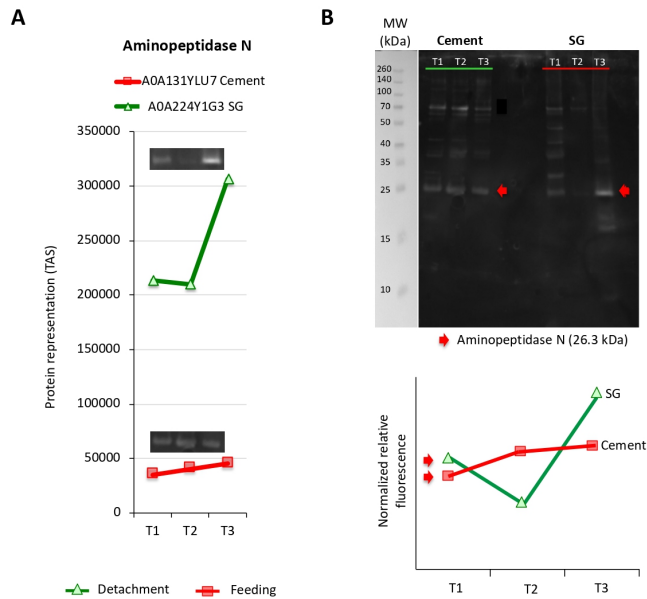 A
Aminopeptidase N
A0A131YLU7 Cement
A0A224Y1G3 SG
Protein representation (TAS)
350000
300000
250000
200000
150000
100000
50000
0
T1 T2 T3
Detachment Feeding
B
MW
(kDa)
Cement SG
T1 T2 T3 T1 T2 T3
260
140
100
70
50
40
35
25
15
10
Aminopeptidase N (26.3 kDa)
Normalized relative
fluorescence
SG
Cement
T1 T2 T3